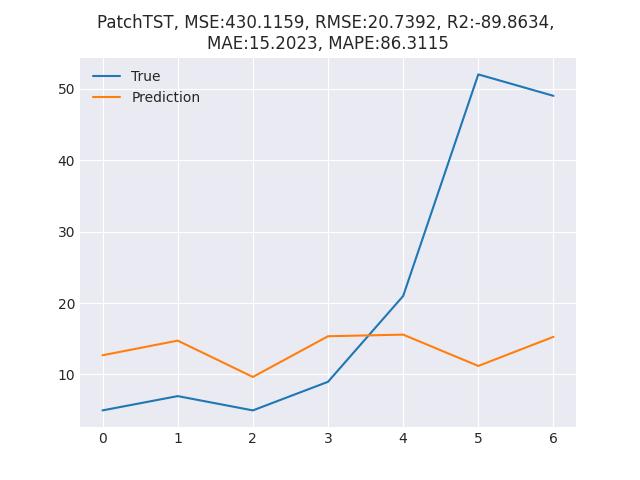 PatchTST, MSE:430.1159, RMSE:20.7392, R2:-89.8634,
MAE:15.2023, MAPE:86.3115
True
Prediction
50
40
30
20
10
0 1 2 3 4 5 6